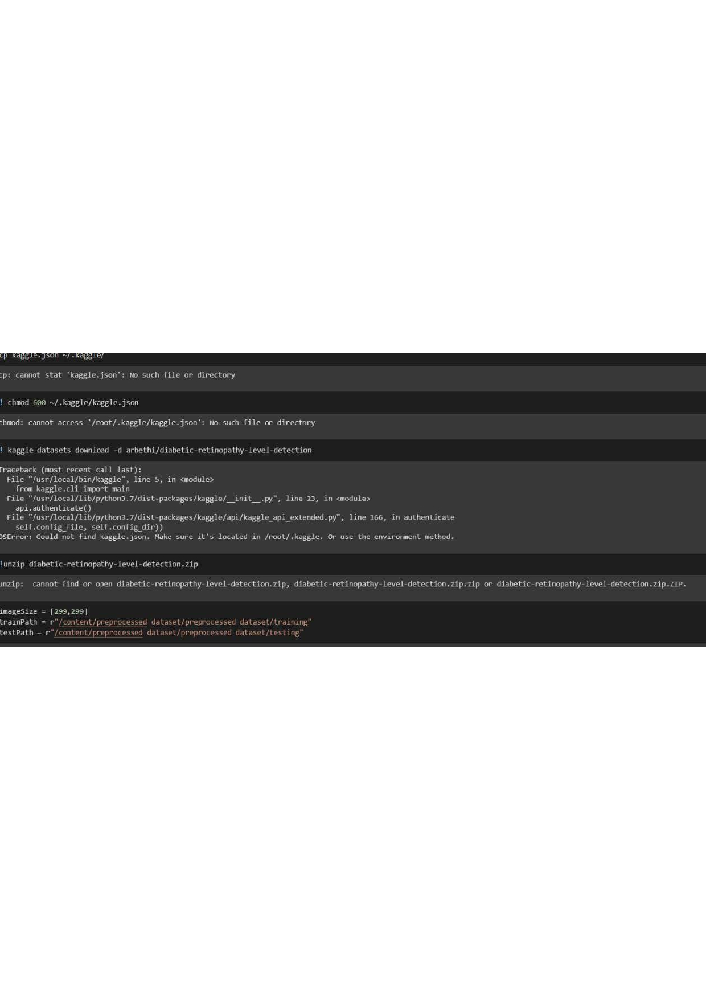 cp kaggle.json ~/.kaggle/
cp: cannot stat 'kaggle.json': No such file or directory
! chmod 600 ~/.kaggle/kaggle.json
chmod: cannot access '/root/.kaggle/kaggle.json': No such file or directory
! kaggle datasets download -d arbethi/diabetic-retinopathy-level-detection
Traceback (most recent call last):
File "/usr/local/bin/kaggle", line 5, in <module>
from kaggle.cli import main
File "/usr/local/lib/python3.7/dist-packages/kaggle/__init__.py", line 23, in <module>
api.authenticate()
File "/usr/local/lib/python3.7/dist-packages/kaggle/api/kaggle_api_extended.py", line 166, in authenticate
self.config_file, self.config_dir))
OSError: Could not find kaggle.json. Make sure it's located in /root/.kaggle. Or use the environment method.
!unzip diabetic-retinopathy-level-detection.zip
unzip:  cannot find or open diabetic-retinopathy-level-detection.zip, diabetic-retinopathy-level-detection.zip.zip or diabetic-retinopathy-level-detection.zip.ZIP.
imageSize = [299,299]
trainPath = r"/content/preprocessed dataset/preprocessed dataset/training"
testPath = r"/content/preprocessed dataset/preprocessed dataset/testing"